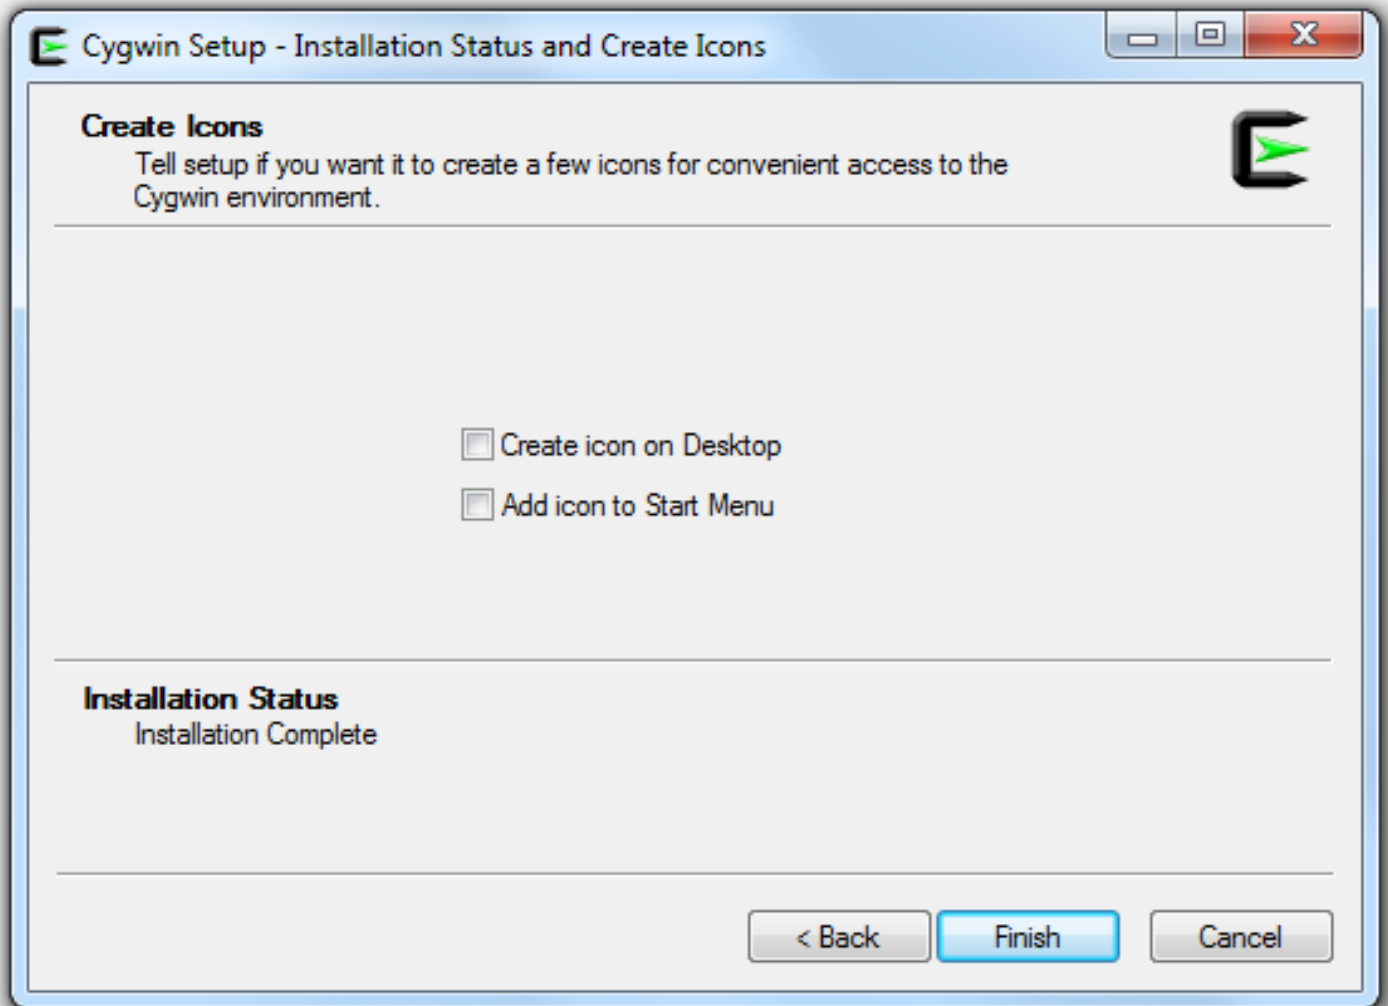 Cygwin Setup - Installation Status and Create Icons
Create Icons
Tell setup if you want it to create a few icons for convenient access to the
Cygwin environment.
Create icon on Desktop
Add icon to Start Menu
Installation Status
Installation Complete
< Back Finish Cancel